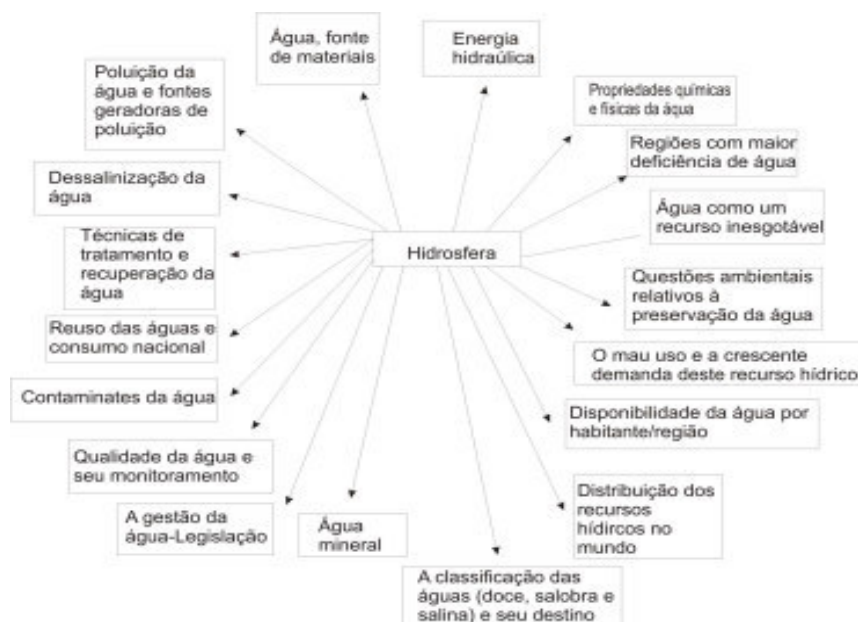 Água, fonte
de materiais
Energia
hidraúlica
Poluição da
água e fontes
geradoras de
poluição
Propriedades químicas
e físicas da áqua
Regiões com maior
deficiência de água
Dessalinização da
água
Água como um
recurso inesgotável
Técnicas de
tratamento e
recuperação da
água
Hidrosfera
Questões ambientais
relativos à
preservação da água
Reuso das águas e
consumo nacional
O mau uso e a crescente
demanda deste recurso hídrico
Contaminates da água
Disponibilidade da água por
habitante/região
Qualidade da água e
seu monitoramento
Distribuição dos
recursos
hídircos no
mundo
A gestão da
água-Legislação
Água
mineral
A classificação das
águas (doce, salobra e
salina) e seu destino